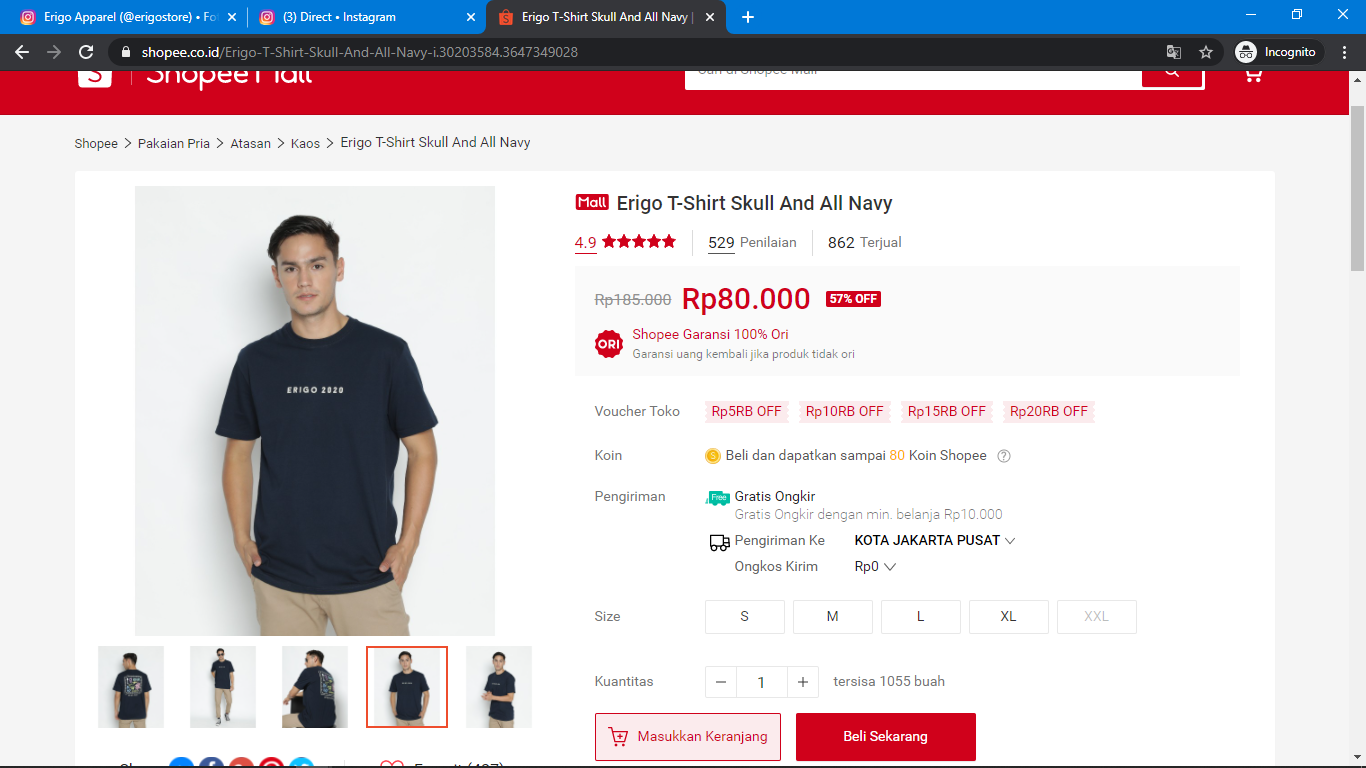 Erigo Apparel (@erigostore) • Fo
(3) Direct • Instagram
Erigo T-Shirt Skull And All Navy |
shopee.co.id/Erigo-T-Shirt-Skull-And-All-Navy-i.30203584.3647349028
Incognito
Shopee Mall
Cari di Shopee Mall
Shopee > Pakaian Pria > Atasan > Kaos > Erigo T-Shirt Skull And All Navy
Mall Erigo T-Shirt Skull And All Navy
4.9 529 Penilaian 862 Terjual
Rp185.000 Rp80.000 57% OFF
ORI
Shopee Garansi 100% Ori
Garansi uang kembali jika produk tidak ori
ERIGO 2020
Voucher Toko Rp5RB OFF Rp10RB OFF Rp15RB OFF Rp20RB OFF
Koin Beli dan dapatkan sampai 80 Koin Shopee ?
Pengiriman Free Gratis Ongkir
Gratis Ongkir dengan min. belanja Rp10.000
Pengiriman Ke KOTA JAKARTA PUSAT
Ongkos Kirim Rp0
Size S M L XL XXL
Kuantitas − 1 + tersisa 1055 buah
Masukkan Keranjang Beli Sekarang